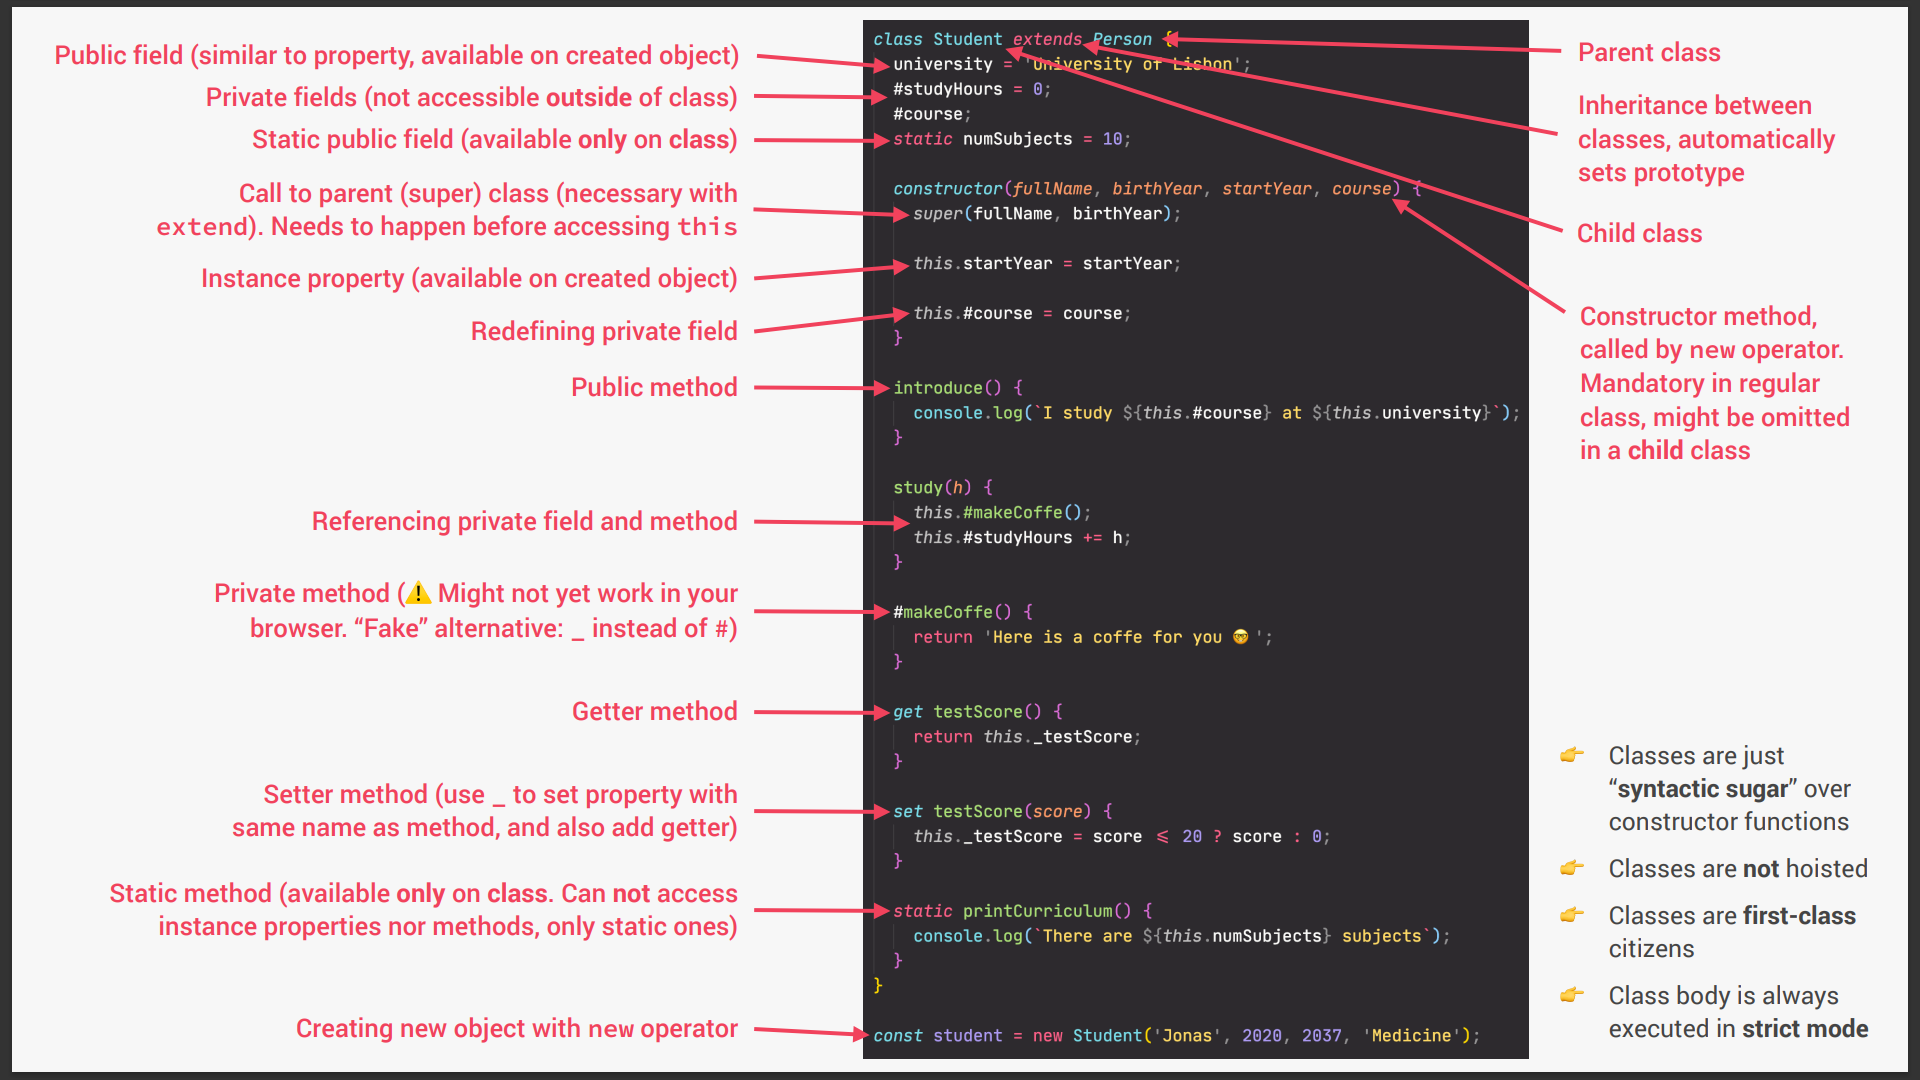 Public field (similar to property, available on created object)
Private fields (not accessible outside of class)
Static public field (available only on class)
Call to parent (super) class (necessary with
extend). Needs to happen before accessing this
Instance property (available on created object)
Redefining private field
Public method
Referencing private field and method
Private method (⚠️ Might not yet work in your
browser. “Fake” alternative: _ instead of #)
Getter method
Setter method (use _ to set property with
same name as method, and also add getter)
Static method (available only on class. Can not access
instance properties nor methods, only static ones)
Creating new object with new operator
class Student extends Person {
university = 'University of Lisbon';
#studyHours = 0;
#course;
static numSubjects = 10;
constructor(fullName, birthYear, startYear, course) {
super(fullName, birthYear);
this.startYear = startYear;
this.#course = course;
}
introduce() {
console.log(`I study ${this.#course} at ${this.university}`);
}
study(h) {
this.#makeCoffe();
this.#studyHours += h;
}
#makeCoffe() {
return 'Here is a coffe for you 🤓 ';
}
get testScore() {
return this._testScore;
}
set testScore(score) {
this._testScore = score ≤ 20 ? score : 0;
}
static printCurriculum() {
console.log(`There are ${this.numSubjects} subjects`);
}
}
const student = new Student('Jonas', 2020, 2037, 'Medicine');
Parent class
Inheritance between
classes, automatically
sets prototype
Child class
Constructor method,
called by new operator.
Mandatory in regular
class, might be omitted
in a child class
👉 Classes are just
“syntactic sugar” over
constructor functions
👉 Classes are not hoisted
👉 Classes are first-class
citizens
👉 Class body is always
executed in strict mode